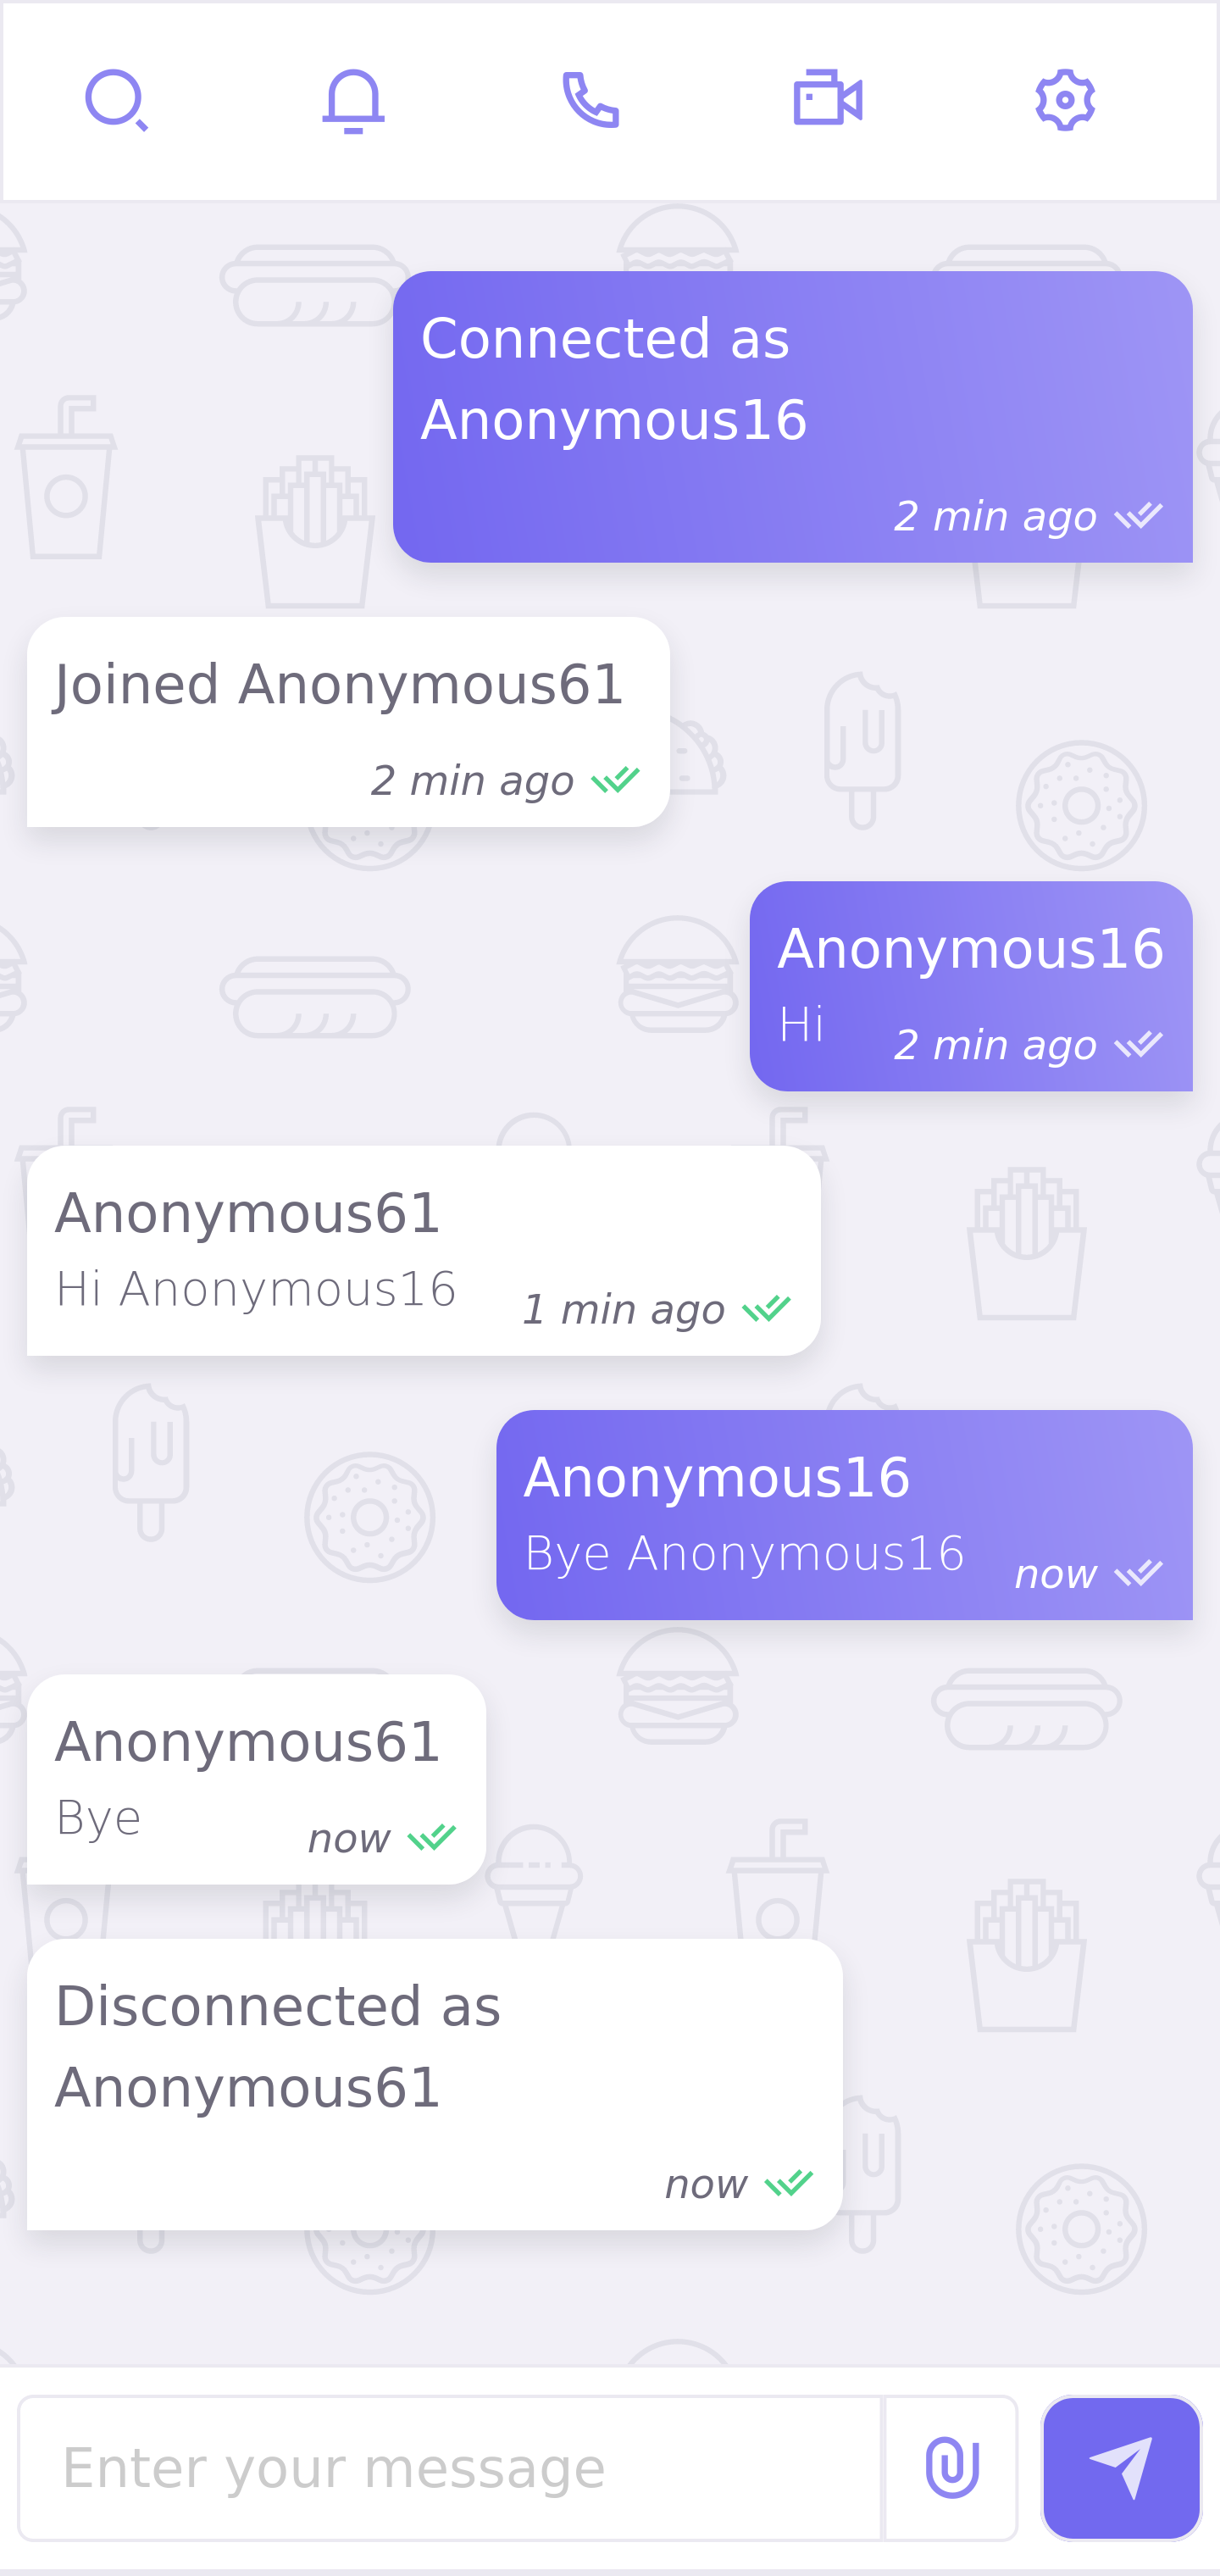 Connected as
Anonymous16
2 min ago
Joined Anonymous61
2 min ago
Anonymous16
Hi
2 min ago
Anonymous61
Hi Anonymous16
1 min ago
Anonymous16
Bye Anonymous16
now
Anonymous61
Bye
now
Disconnected as
Anonymous61
now
Enter your message